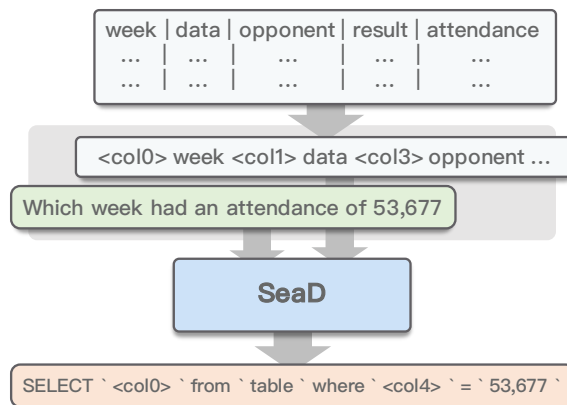 week | data | opponent | result | attendance
... | ... | ... | ... | ...
... | ... | ... | ... | ...
<col0> week <col1> data <col3> opponent ...
Which week had an attendance of 53,677
SeaD
SELECT ` <col0> ` from ` table ` where ` <col4> ` = ` 53,677 `